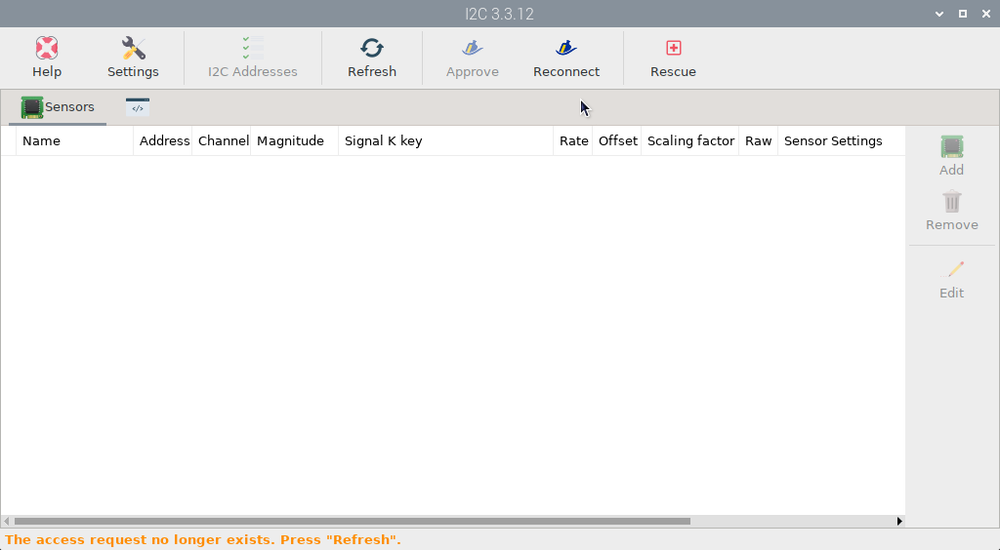 I2C 3.3.12
Help Settings I2C Addresses Refresh Approve Reconnect Rescue
Sensors </>
Name Address Channel Magnitude Signal K key Rate Offset Scaling factor Raw Sensor Settings
Add
Remove
Edit
The access request no longer exists. Press "Refresh".